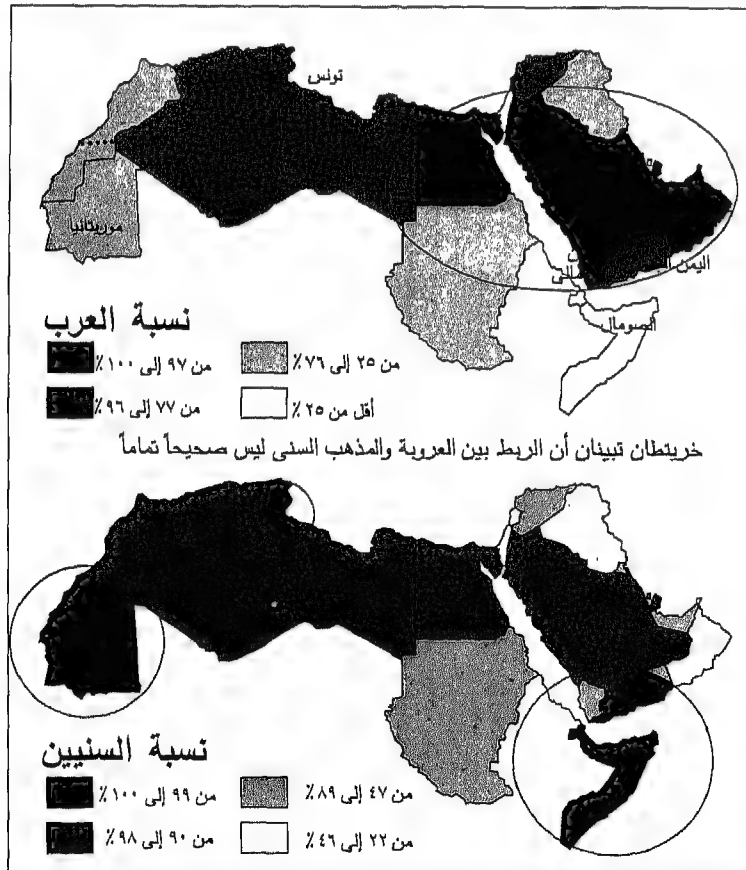 تونس
موريتانيا
اليمن
الصومال
نسبة العرب
من ٩٧ إلى ١٠٠ ٪
من ٢٥ إلى ٧٦ ٪
من ٧٧ إلى ٩٦ ٪
أقل من ٢٥ ٪
خريتطان تبينان أن الربط بين العروبة والمذهب السنى ليس صحيحاً تماماً
نسبة السنيين
من ٩٩ إلى ١٠٠ ٪
من ٤٧ إلى ٨٩ ٪
من ٩٠ إلى ٩٨ ٪
من ٢٢ إلى ٤٦ ٪